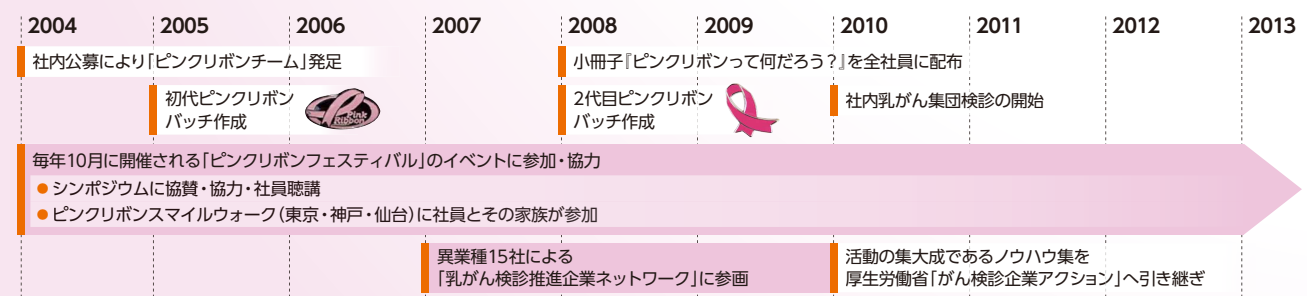 2004 2005 2006 2007 2008 2009 2010 2011 2012 2013
社内公募により「ピンクリボンチーム」発足
小冊子『ピンクリボンって何だろう?』を全社員に配布
初代ピンクリボン
バッチ作成
Pink
Ribbon
2代目ピンクリボン
バッチ作成
社内乳がん集団検診の開始
毎年10月に開催される「ピンクリボンフェスティバル」のイベントに参加・協力
● シンポジウムに協賛・協力・社員聴講
● ピンクリボンスマイルウォーク(東京・神戸・仙台)に社員とその家族が参加
異業種15社による
「乳がん検診推進企業ネットワーク」に参画
活動の集大成であるノウハウ集を
厚生労働省「がん検診企業アクション」へ引き継ぎ